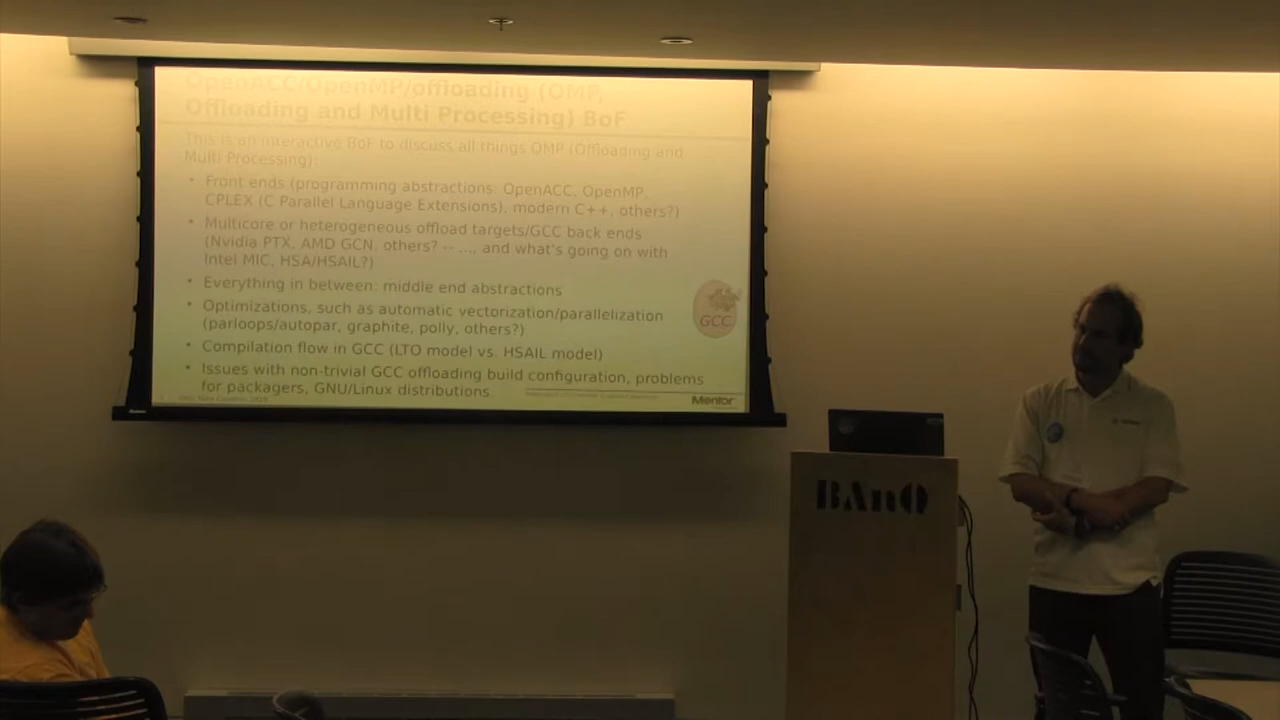 OpenACC/OpenMP/offloading (OMP,
Offloading and Multi Processing) BoF
This is an interactive BoF to discuss all things OMP (Offloading and
Multi Processing):
• Front ends (programming abstractions: OpenACC, OpenMP,
CPLEX (C Parallel Language Extensions), modern C++, others?)
• Multicore or heterogeneous offload targets/GCC back ends
(Nvidia PTX, AMD GCN, others? -- ..., and what's going on with
Intel MIC, HSA/HSAIL?)
• Everything in between: middle end abstractions
• Optimizations, such as automatic vectorization/parallelization
(parloops/autopar, graphite, polly, others?)
GCC
• Compilation flow in GCC (LTO model vs. HSAIL model)
• Issues with non-trivial GCC offloading build configuration, problems
for packagers, GNU/Linux distributions
Mentor
BAnQ